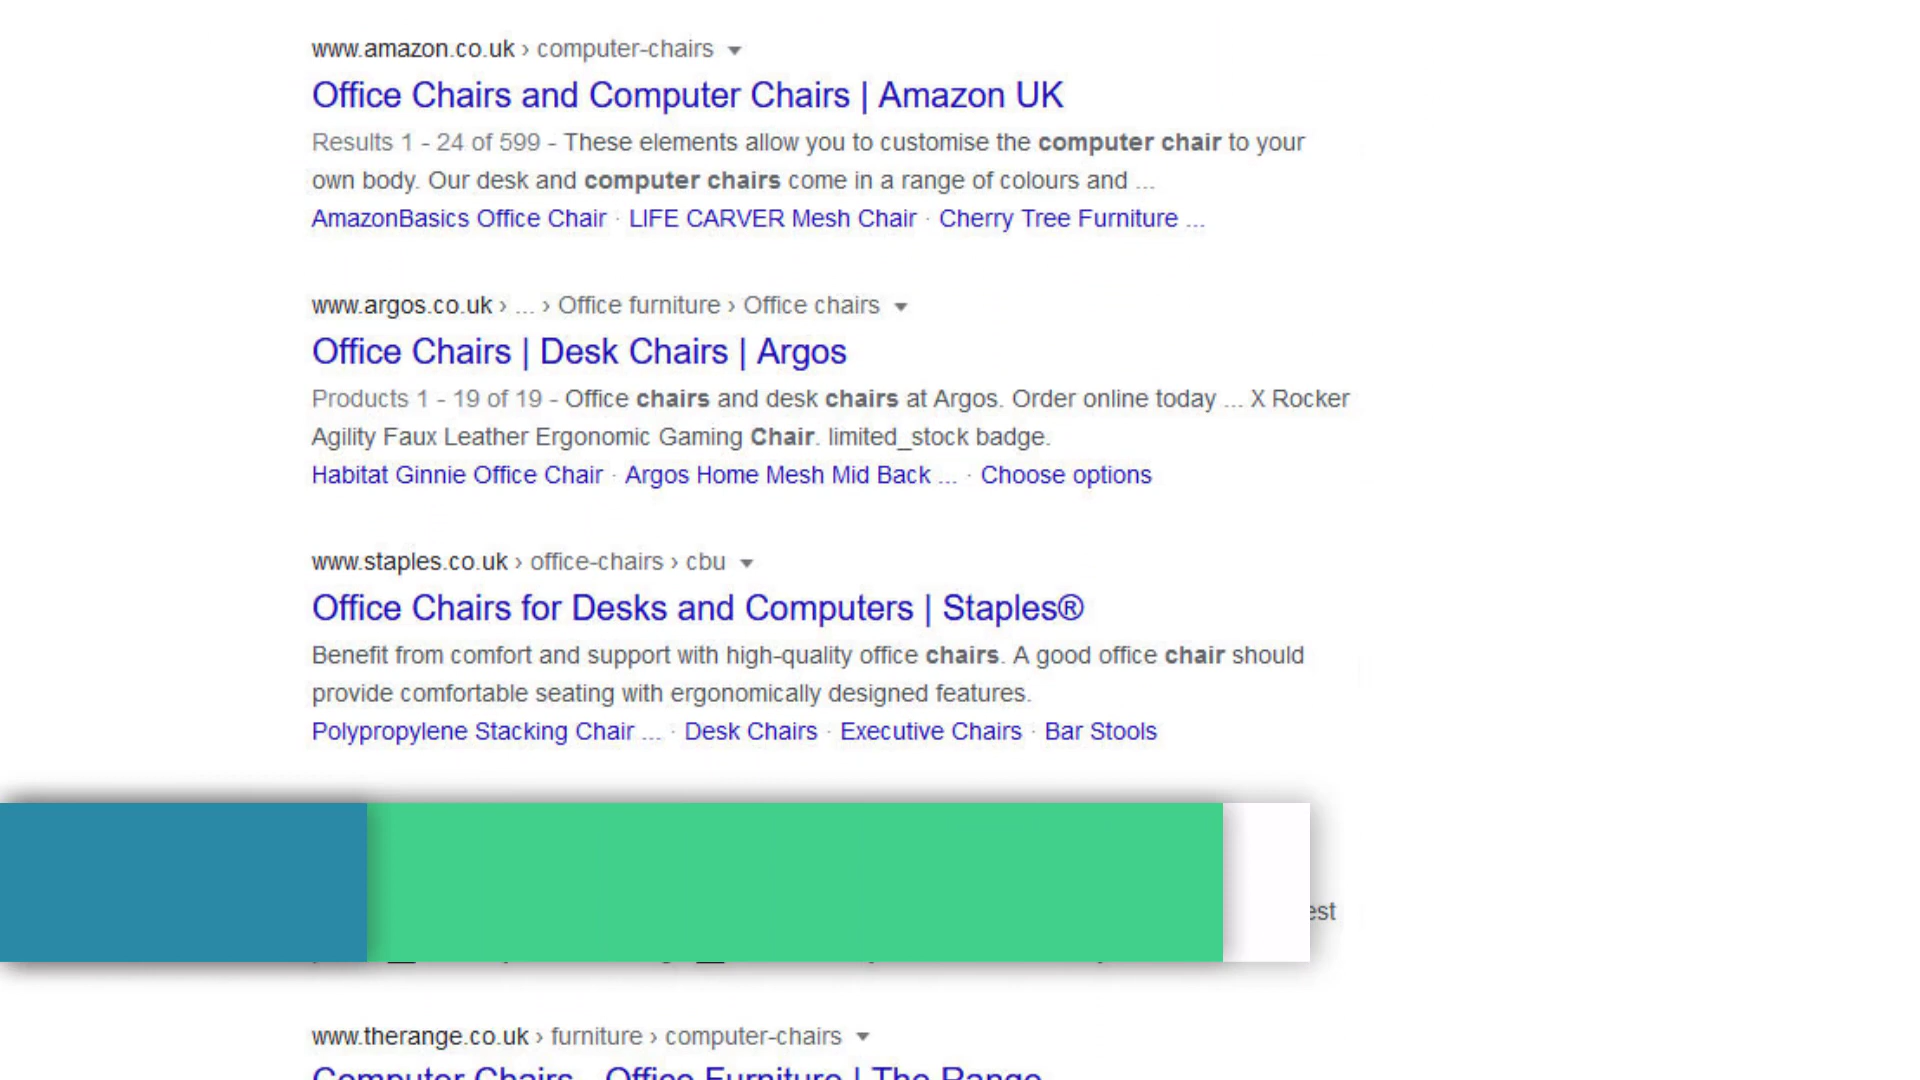 www.amazon.co.uk › computer-chairs
Office Chairs and Computer Chairs | Amazon UK
Results 1 - 24 of 599 - These elements allow you to customise the computer chair to your
own body. Our desk and computer chairs come in a range of colours and ...
AmazonBasics Office Chair · LIFE CARVER Mesh Chair · Cherry Tree Furniture ...
www.argos.co.uk › ... › Office furniture › Office chairs
Office Chairs | Desk Chairs | Argos
Products 1 - 19 of 19 - Office chairs and desk chairs at Argos. Order online today ... X Rocker
Agility Faux Leather Ergonomic Gaming Chair. limited_stock badge.
Habitat Ginnie Office Chair · Argos Home Mesh Mid Back ... · Choose options
www.staples.co.uk › office-chairs › cbu
Office Chairs for Desks and Computers | Staples®
Benefit from comfort and support with high-quality office chairs. A good office chair should
provide comfortable seating with ergonomically designed features.
Polypropylene Stacking Chair ... · Desk Chairs · Executive Chairs · Bar Stools
www.therange.co.uk › furniture › computer-chairs
Computer Chairs - Office Furniture | The Range